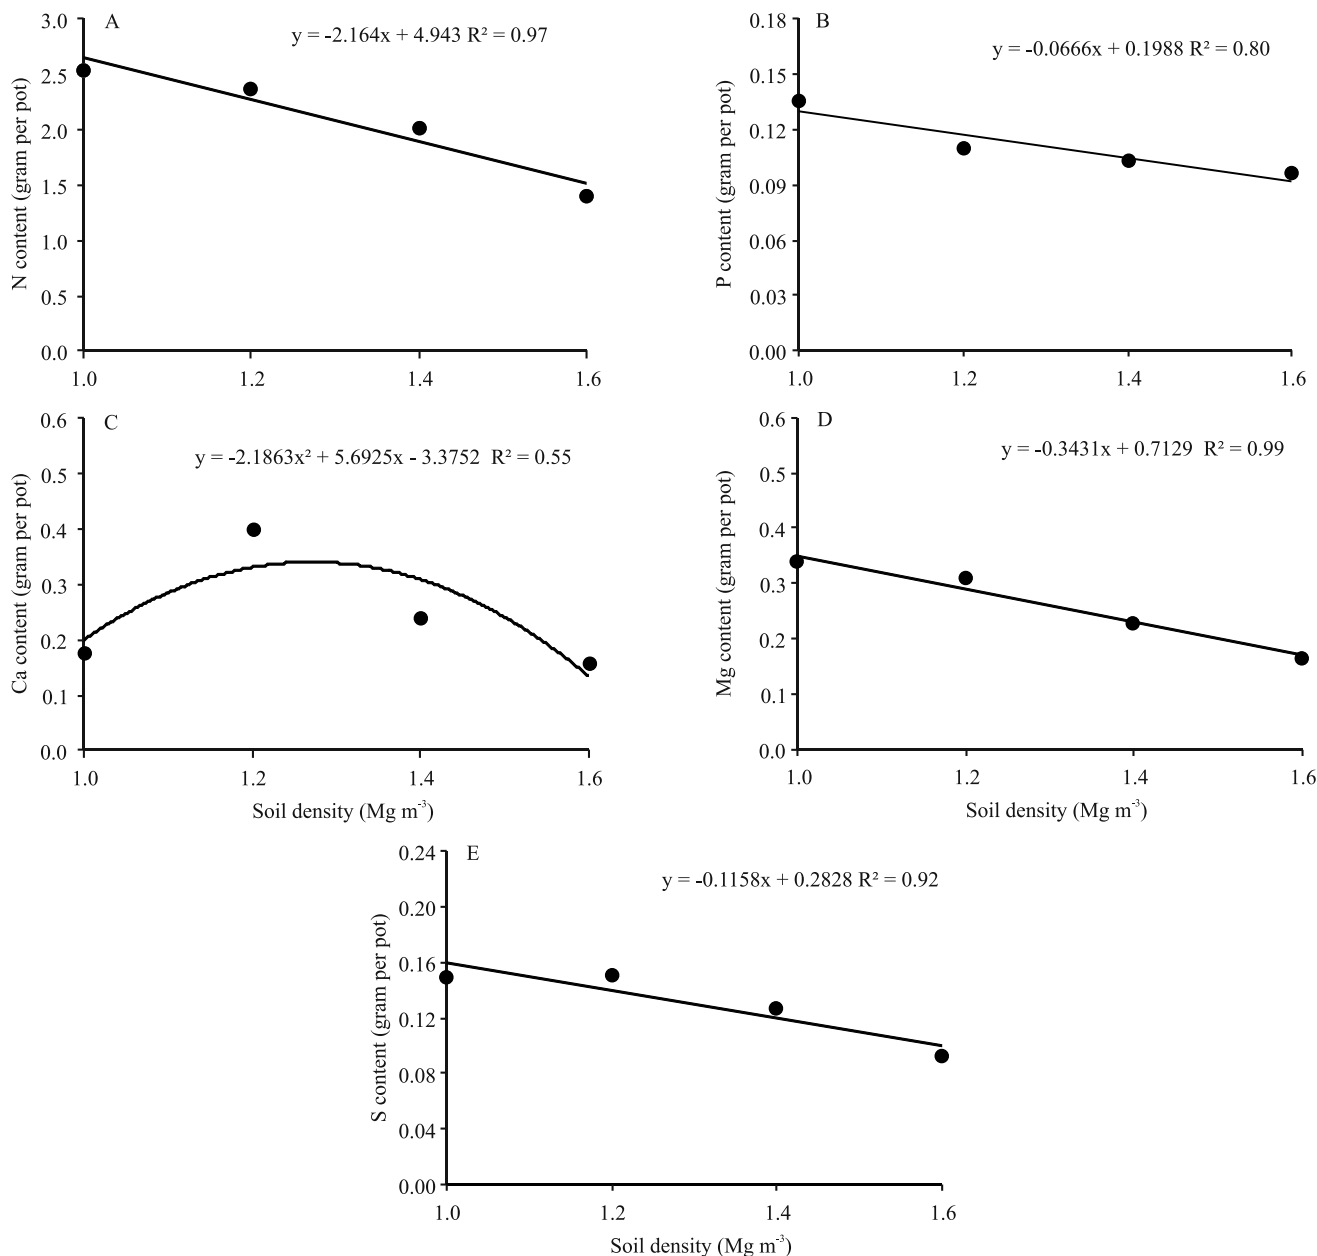 A
y = -2.164x + 4.943 R² = 0.97
N content (gram per pot)
3.0
2.5
2.0
1.5
1.0
0.5
0.0
1.0 1.2 1.4 1.6
B
y = -0.0666x + 0.1988 R² = 0.80
P content (gram per pot)
0.18
0.15
0.12
0.09
0.06
0.03
0.00
1.0 1.2 1.4 1.6
C
y = -2.1863x² + 5.6925x - 3.3752 R² = 0.55
Ca content (gram per pot)
0.6
0.5
0.4
0.3
0.2
0.1
0.0
1.0 1.2 1.4 1.6
Soil density (Mg m⁻³)
D
y = -0.3431x + 0.7129 R² = 0.99
Mg content (gram per pot)
0.6
0.5
0.4
0.3
0.2
0.1
0.0
1.0 1.2 1.4 1.6
Soil density (Mg m⁻³)
E
y = -0.1158x + 0.2828 R² = 0.92
S content (gram per pot)
0.24
0.20
0.16
0.12
0.08
0.04
0.00
1.0 1.2 1.4 1.6
Soil density (Mg m⁻³)